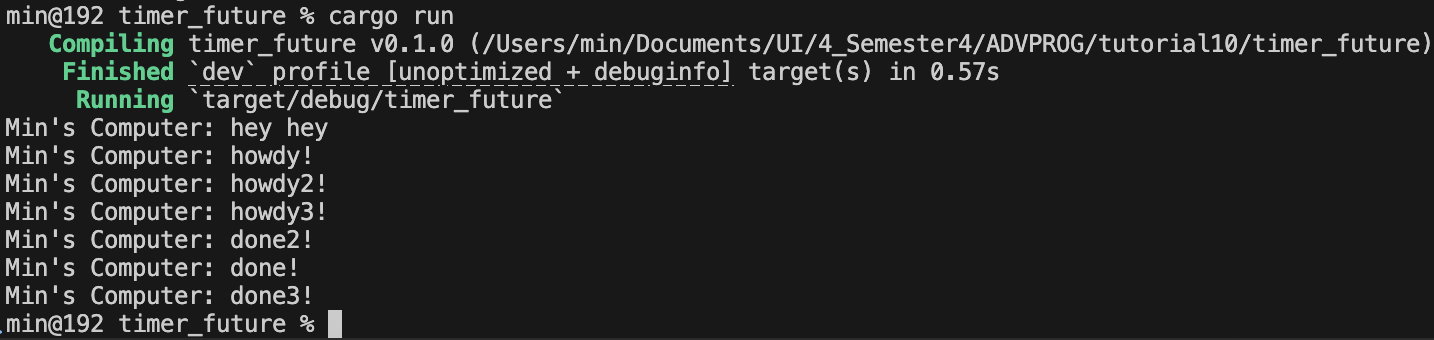 min@192 timer_future % cargo run
Compiling timer_future v0.1.0 (/Users/min/Documents/UI/4_Semester4/ADVPROG/tutorial10/timer_future)
Finished `dev` profile [unoptimized + debuginfo] target(s) in 0.57s
Running `target/debug/timer_future`
Min's Computer: hey hey
Min's Computer: howdy!
Min's Computer: howdy2!
Min's Computer: howdy3!
Min's Computer: done2!
Min's Computer: done!
Min's Computer: done3!
min@192 timer_future %